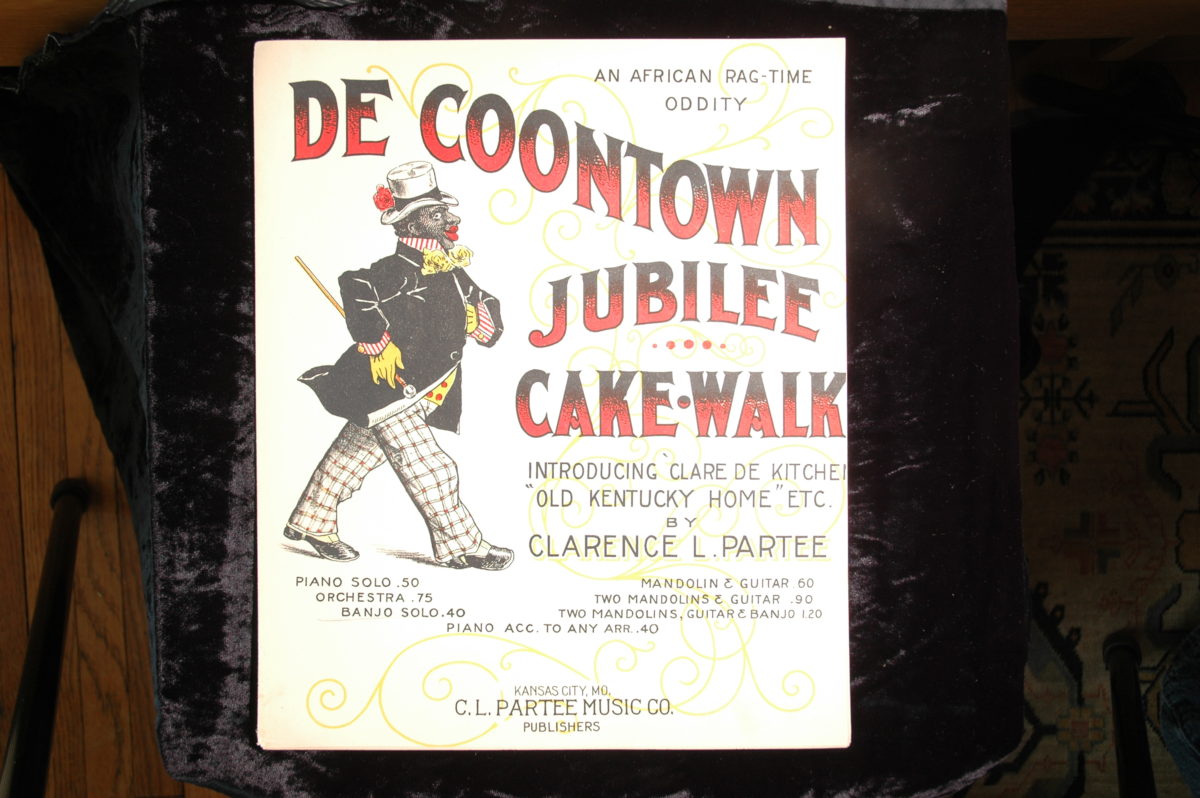 AN AFRICAN RAG-TIME
ODDITY
DE COONTOWN
JUBILEE
CAKE-WALK
INTRODUCING `CLARE DE KITCHE
"OLD KENTUCKY HOME" ETC.
BY
CLARENCE L. PARTEE
PIANO SOLO .50
ORCHESTRA .75
BANJO SOLO .40
MANDOLIN & GUITAR .60
TWO MANDOLINS & GUITAR .90
TWO MANDOLINS, GUITAR & BANJO 1.20
PIANO ACC. TO ANY ARR. .40
KANSAS CITY, MO.
C. L. PARTEE MUSIC CO.
PUBLISHERS